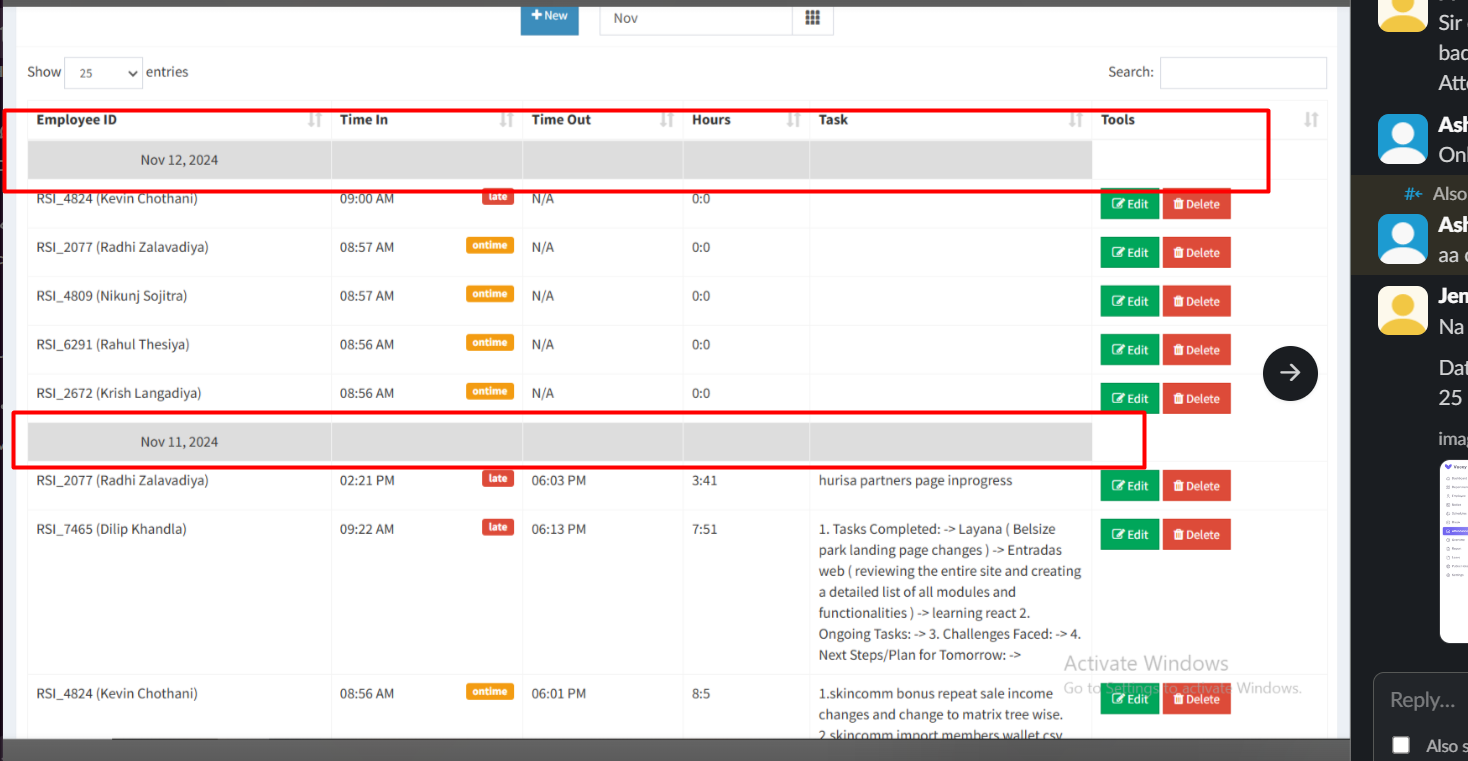 New
Nov
Show 25 entries
Search:
Employee ID Time In Time Out Hours Task Tools
Nov 12, 2024
RSI_4824 (Kevin Chothani) 09:00 AM late N/A 0:0 Edit Delete
RSI_2077 (Radhi Zalavadiya) 08:57 AM ontime N/A 0:0 Edit Delete
RSI_4809 (Nikunj Sojitra) 08:57 AM ontime N/A 0:0 Edit Delete
RSI_6291 (Rahul Thesiya) 08:56 AM ontime N/A 0:0 Edit Delete
RSI_2672 (Krish Langadiya) 08:56 AM ontime N/A 0:0 Edit Delete
Nov 11, 2024
RSI_2077 (Radhi Zalavadiya) 02:21 PM late 06:03 PM 3:41 hurisa partners page inprogress Edit Delete
RSI_7465 (Dilip Khandla) 09:22 AM late 06:13 PM 7:51 1. Tasks Completed: -> Layana ( Belsize Edit Delete
park landing page changes ) -> Entradas
web ( reviewing the entire site and creating
a detailed list of all modules and
functionalities ) -> learning react 2.
Ongoing Tasks: -> 3. Challenges Faced: -> 4.
Next Steps/Plan for Tomorrow: ->
RSI_4824 (Kevin Chothani) 08:56 AM ontime 06:01 PM 8:5 1.skincomm bonus repeat sale income Edit Delete
changes and change to matrix tree wise.
2.skincomm import members wallet csv
Activate Windows
Go to Settings to activate Windows.
Sir
bac
Att
Ash
Onl
Also
Ash
aa
Jen
Na
Dat
25
ima
Reply...
Also s